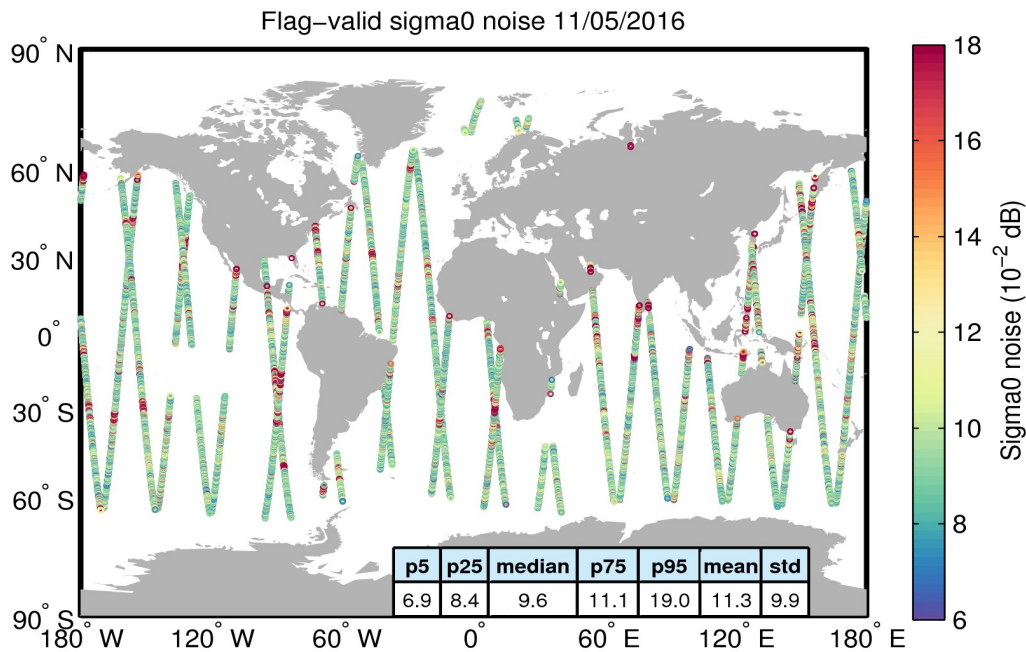 Flag−valid sigma0 noise 11/05/2016
90° N
60° N
30° N
0°
30° S
60° S
90° S
180° W
120° W
60° W
0°
60° E
120° E
180° E
p5 p25 median p75 p95 mean std
6.9 8.4 9.6 11.1 19.0 11.3 9.9
18
16
14
12
10
8
6
Sigma0 noise (10⁻² dB)